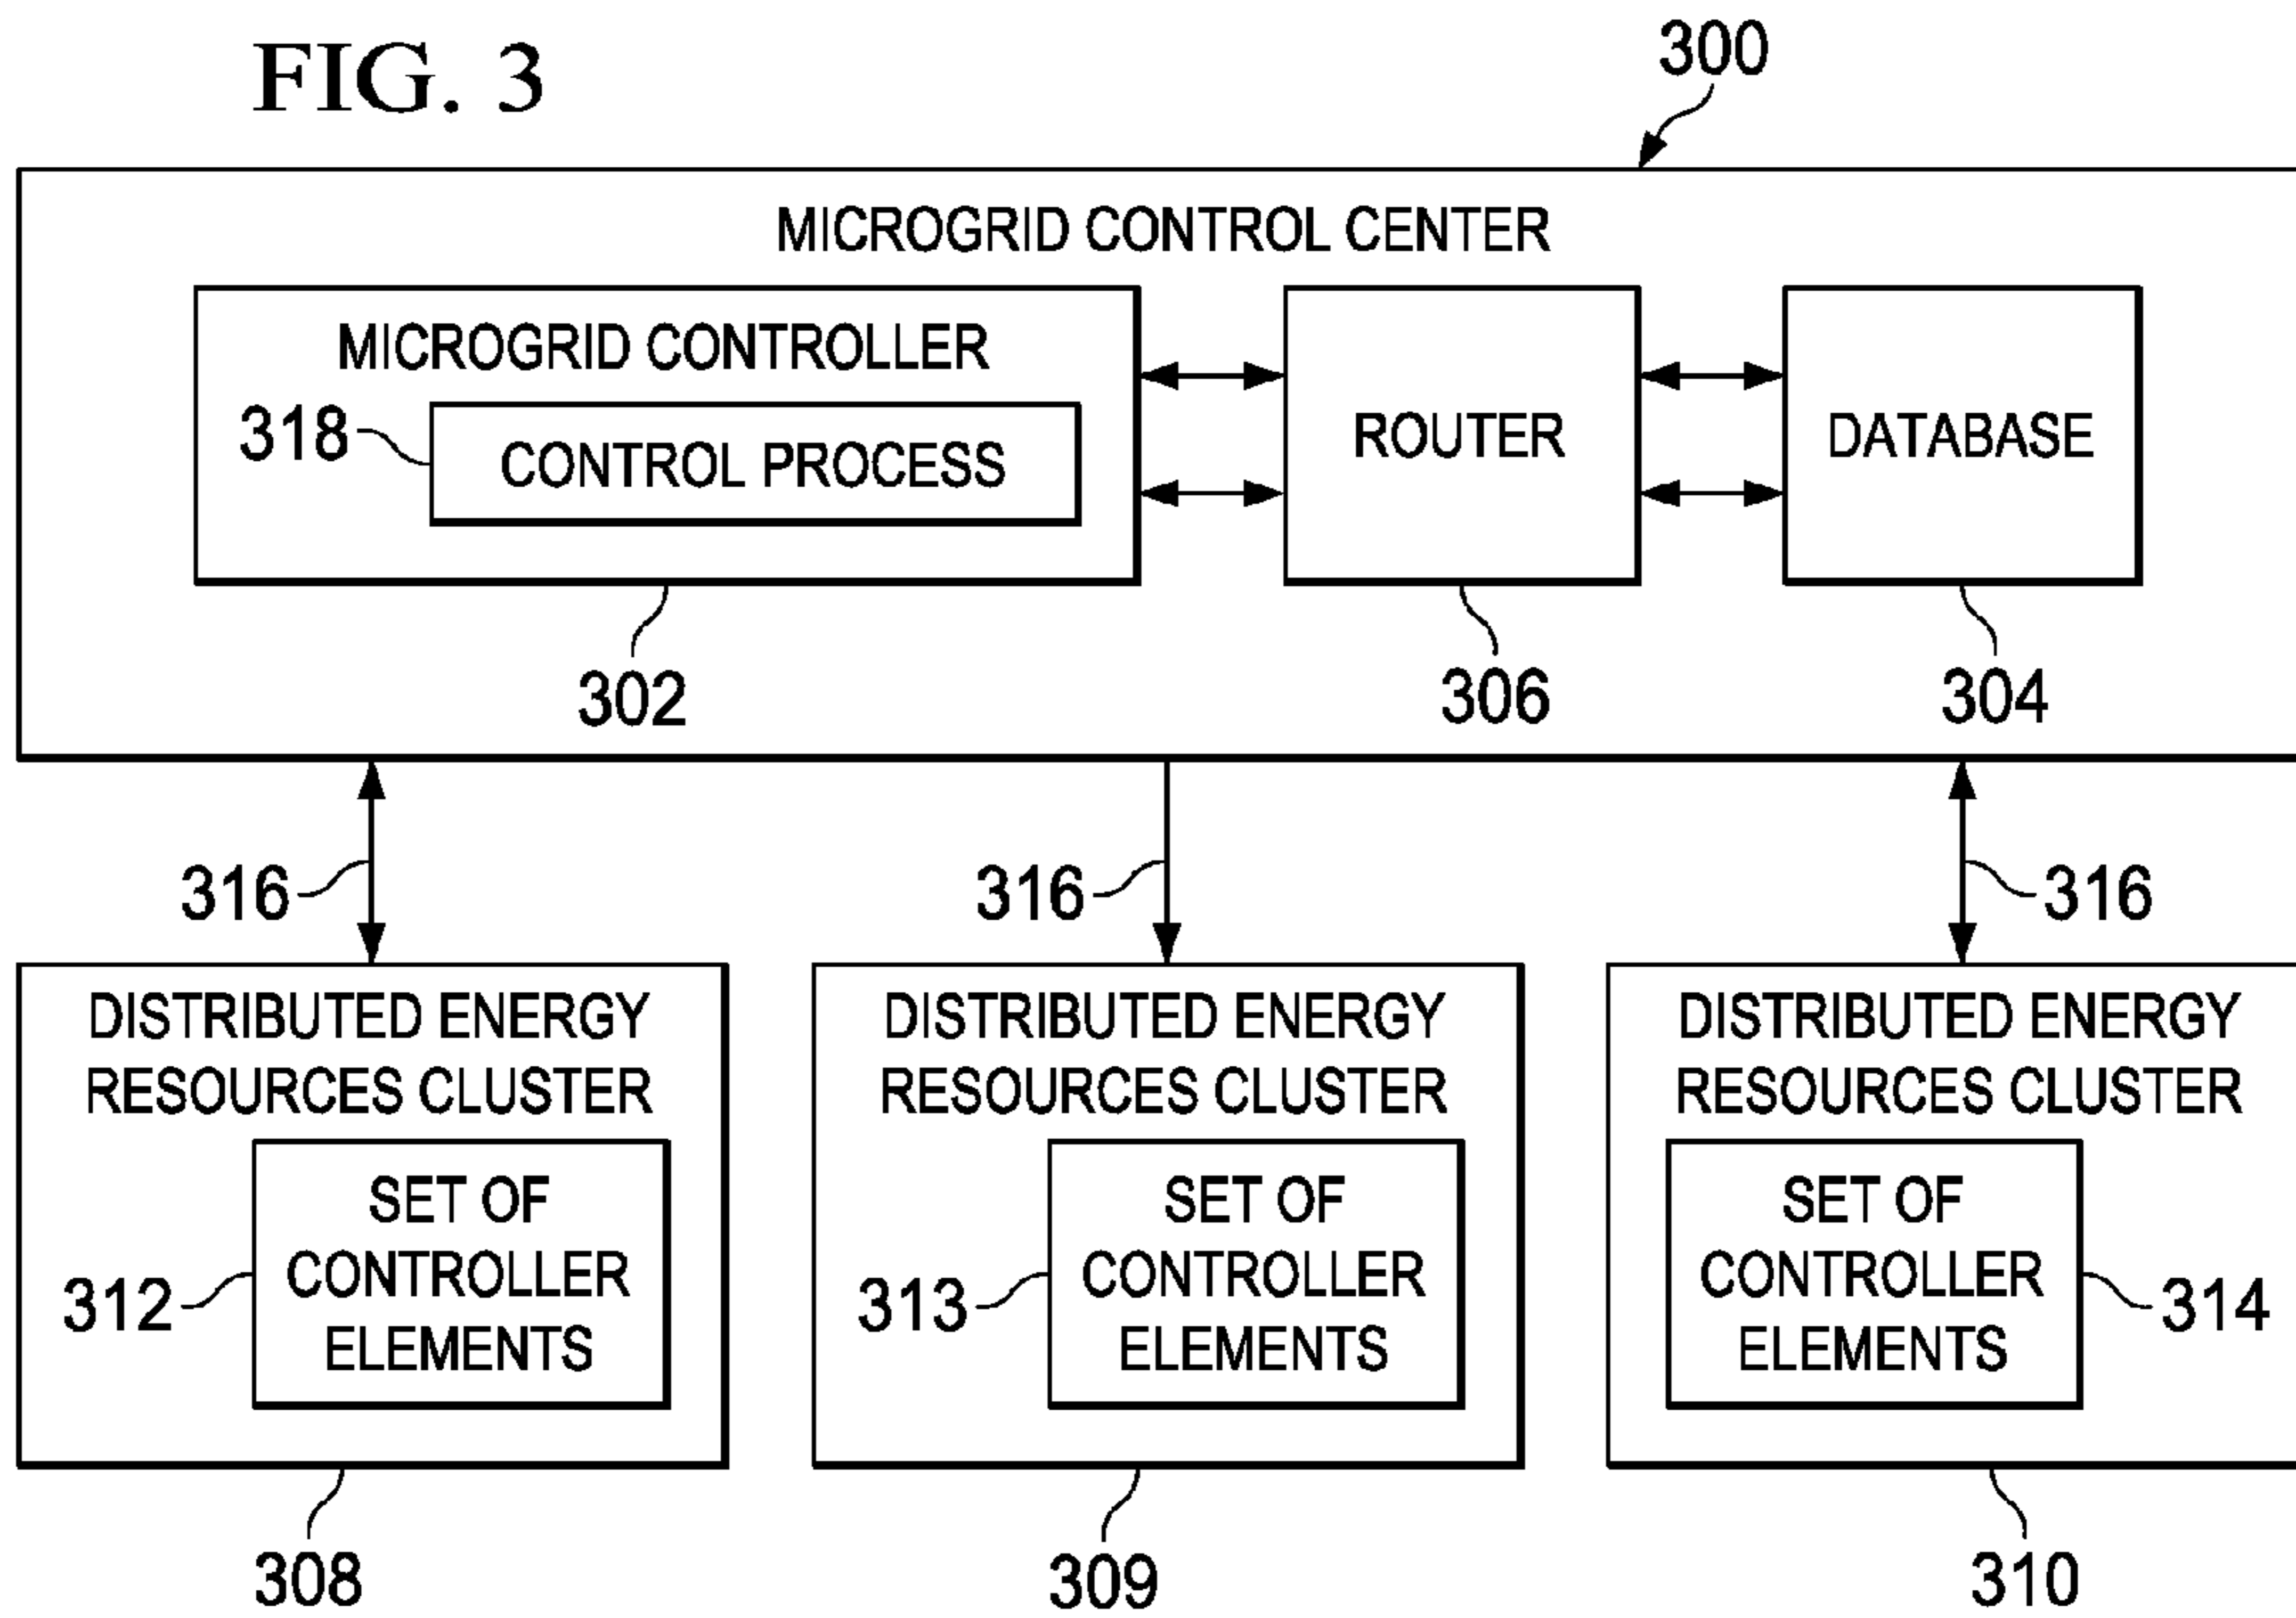 FIG. 3
300
MICROGRID CONTROL CENTER
MICROGRID CONTROLLER
318
CONTROL PROCESS
ROUTER
DATABASE
302
306
304
316
316
316
DISTRIBUTED ENERGY
RESOURCES CLUSTER
SET OF
CONTROLLER
ELEMENTS
312
308
DISTRIBUTED ENERGY
RESOURCES CLUSTER
SET OF
CONTROLLER
ELEMENTS
313
309
DISTRIBUTED ENERGY
RESOURCES CLUSTER
SET OF
CONTROLLER
ELEMENTS
314
310